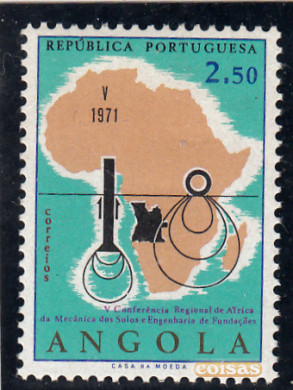 REPÚBLICA PORTUGUESA
2.50
V
1971
correios
V Conferência Regional de África
da Mecânica dos Solos e Engenharia de Fundações
ANGOLA
CASA DA MOEDA
coisas